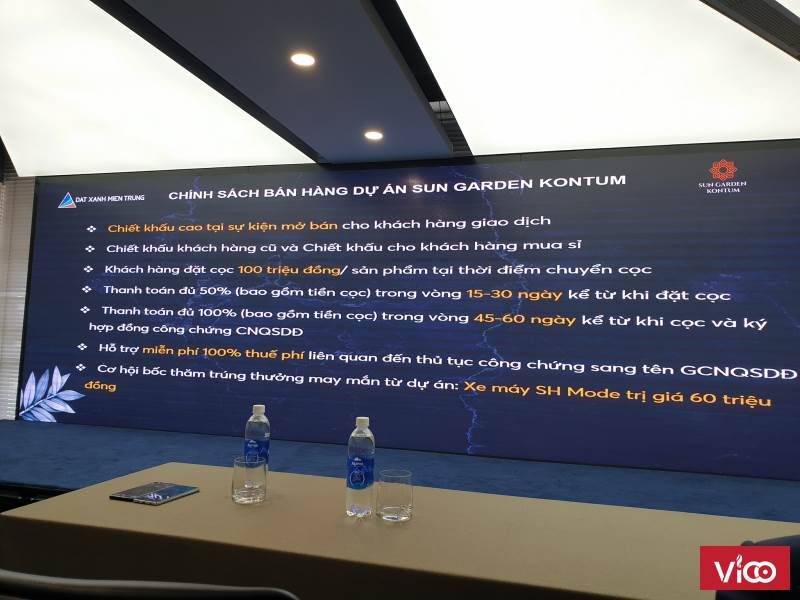 ĐẤT XANH MIỀN TRUNG
CHÍNH SÁCH BÁN HÀNG DỰ ÁN SUN GARDEN KONTUM
SUN GARDEN
KONTUM
❖ Chiết khấu cao tại sự kiện mở bán cho khách hàng giao dịch
❖ Chiết khấu khách hàng cũ và Chiết khấu cho khách hàng mua sỉ
❖ Khách hàng đặt cọc 100 triệu đồng/ sản phẩm tại thời điểm chuyển cọc
❖ Thanh toán đủ 50% (bao gồm tiền cọc) trong vòng 15-30 ngày kể từ khi đặt cọc
❖ Thanh toán đủ 100% (bao gồm tiền cọc) trong vòng 45-60 ngày kể từ khi cọc và ký
hợp đồng công chứng CNQSDĐ
❖ Hỗ trợ miễn phí 100% thuế phí liên quan đến thủ tục công chứng sang tên GCNQSDĐ
❖ Cơ hội bốc thăm trúng thưởng may mắn từ dự án: Xe máy SH Mode trị giá 60 triệu
đồng
ViCO